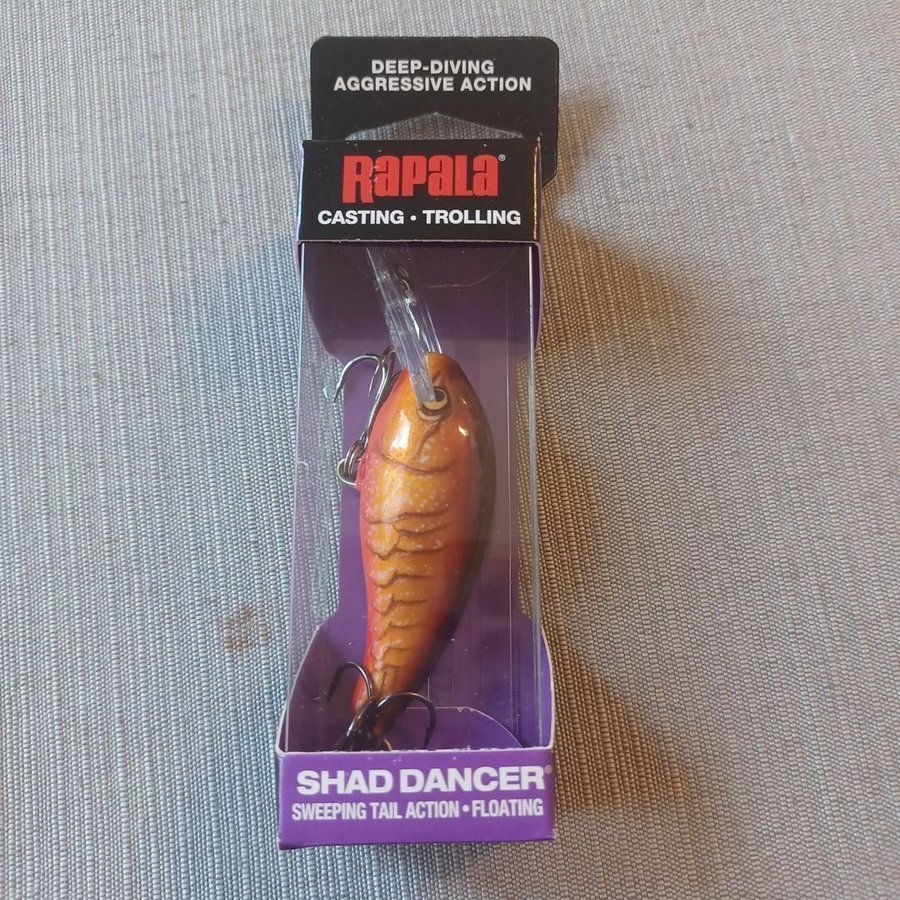 DEEP-DIVING
AGGRESSIVE ACTION
RAPALA®
CASTING • TROLLING
SHAD DANCER®
SWEEPING TAIL ACTION • FLOATING